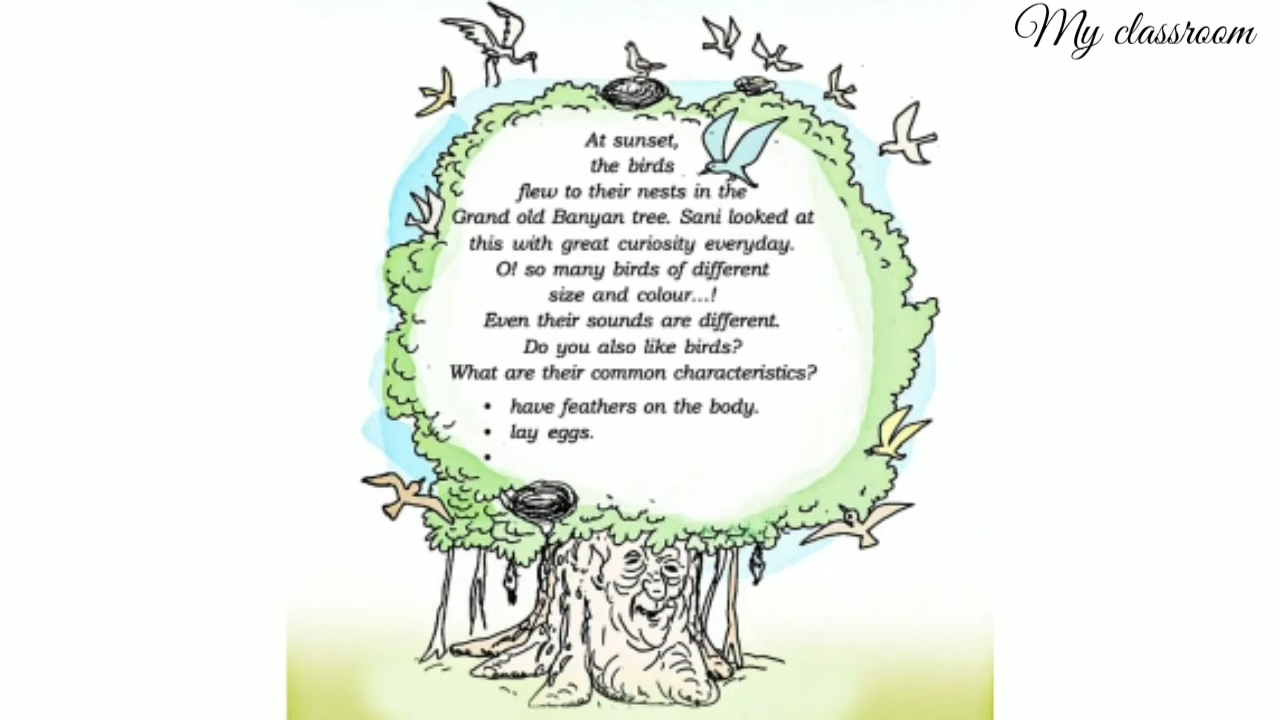 My classroom
At sunset,
the birds
flew to their nests in the
Grand old Banyan tree. Sani looked at
this with great curiosity everyday.
O! so many birds of different
size and colour...!
Even their sounds are different.
Do you also like birds?
What are their common characteristics?
• have feathers on the body.
• lay eggs.
•